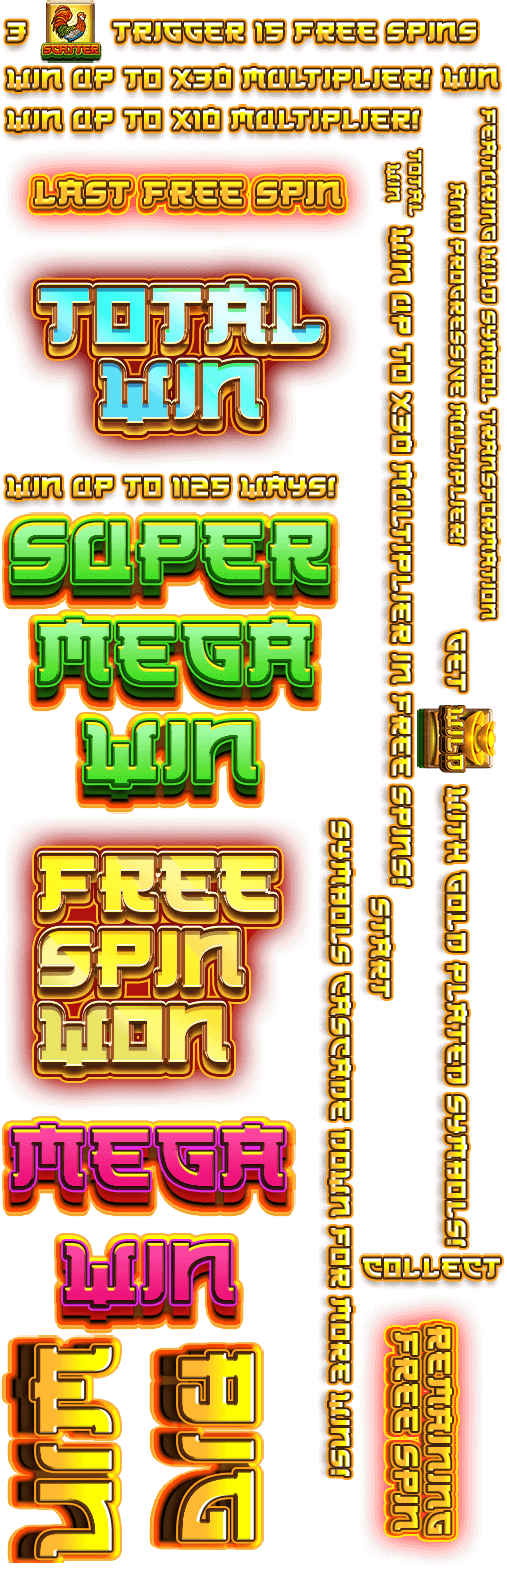 3 SCATTER TRIGGER 15 FREE SPINS
WIN UP TO X30 MULTIPLIER! WIN
WIN UP TO X10 MULTIPLIER!
LAST FREE SPIN
TOTAL
WIN
TOTAL
WIN
WIN UP TO X30 MULTIPLIER IN FREE SPINS!
FEATURING WILD SYMBOL TRANSFORMATION
AND PROGRESSIVE MULTIPLIER!
WIN UP TO 1125 WAYS!
SUPER
MEGA
WIN
GET WILD WITH GOLD PLATED SYMBOLS!
FREE
SPIN
WON
START
SYMBOLS CASCADE DOWN FOR MORE WINS!
MEGA
WIN
COLLECT
BIG
WIN
REMAINING
FREE SPIN